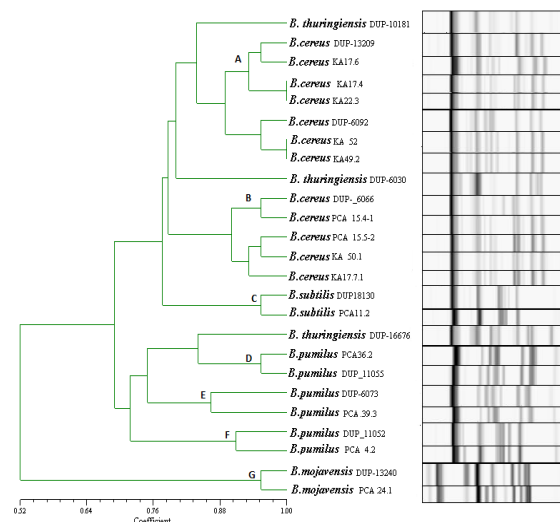 B. thuringiensis DUP-10181
B.cereus DUP-13209
A
B.cereus KA17.6
B.cereus KA17.4
B.cereus KA22.3
B.cereus DUP-6092
B.cereus KA 52
B.cereus KA49.2
B. thuringiensis DUP-6030
B
B.cereus DUP-_6066
B.cereus PCA 15.4-1
B.cereus PCA 15.5-2
B.cereus KA 50.1
B.cereus KA17.7.1
C
B.subtilis DUP18130
B.subtilis PCA11.2
B. thuringiensis DUP-16676
D
B.pumilus PCA36.2
B.pumilus DUP_11055
E
B.pumilus DUP-6073
B.pumilus PCA 39.3
F
B.pumilus DUP_11052
B.pumilus PCA 4.2
G
B.mojavensis DUP-13240
B.mojavensis PCA 24.1
0.52 0.64 0.76 0.88 1.00
Coefficient